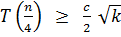 T(n/4) ≥ c/2 √k